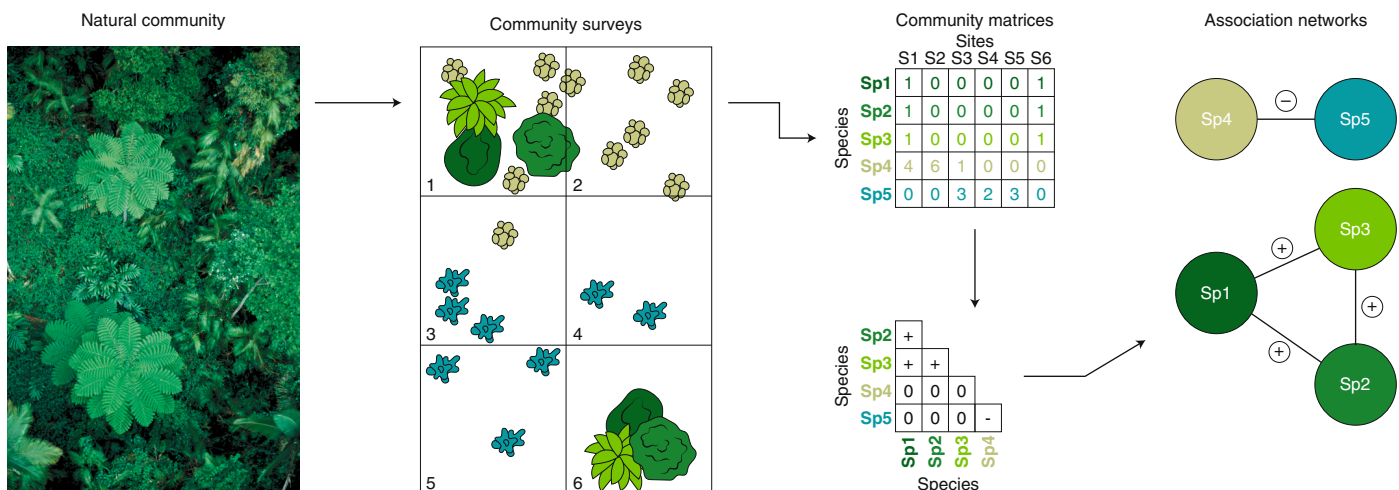 Natural community
Community surveys
1
2
3
4
5
6
Community matrices
Sites
S1 S2 S3 S4 S5 S6
Species
Sp1 1 0 0 0 0 1
Sp2 1 0 0 0 0 1
Sp3 1 0 0 0 0 1
Sp4 4 6 1 0 0 0
Sp5 0 0 3 2 3 0
Species
Sp2 +
Sp3 + +
Sp4 0 0 0
Sp5 0 0 0 -
Sp1 Sp2 Sp3 Sp4
Species
Association networks
Sp4 − Sp5
Sp3
+
Sp1
+
+
Sp2